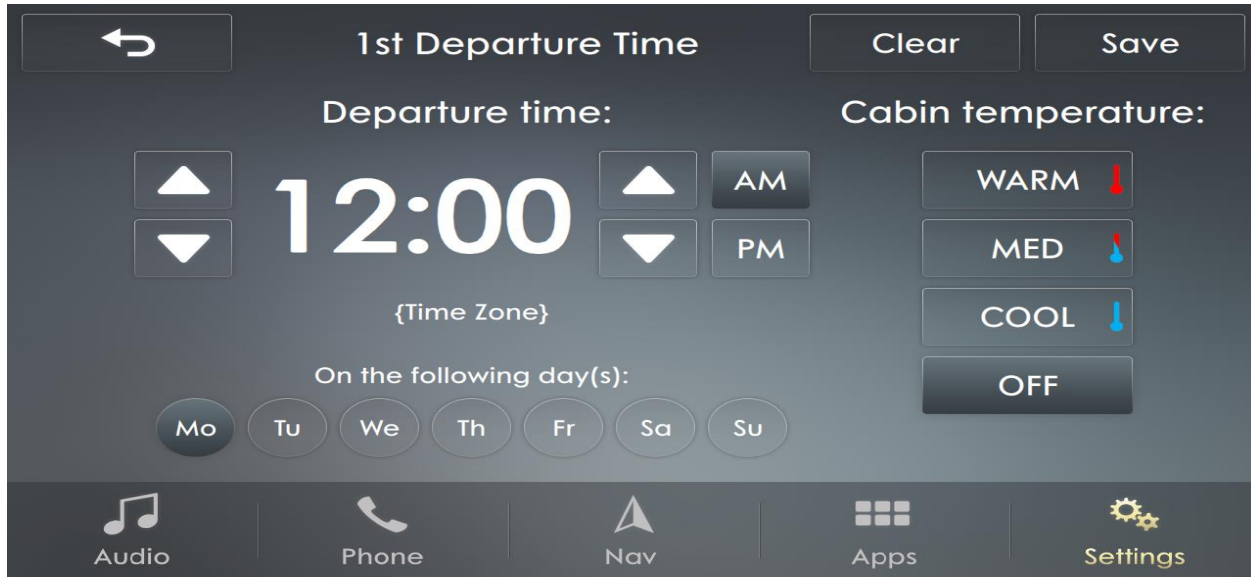 1st Departure Time
Clear
Save
Departure time:
Cabin temperature:
12:00
AM
PM
WARM
MED
COOL
OFF
{Time Zone}
On the following day(s):
Mo Tu We Th Fr Sa Su
Audio
Phone
Nav
Apps
Settings